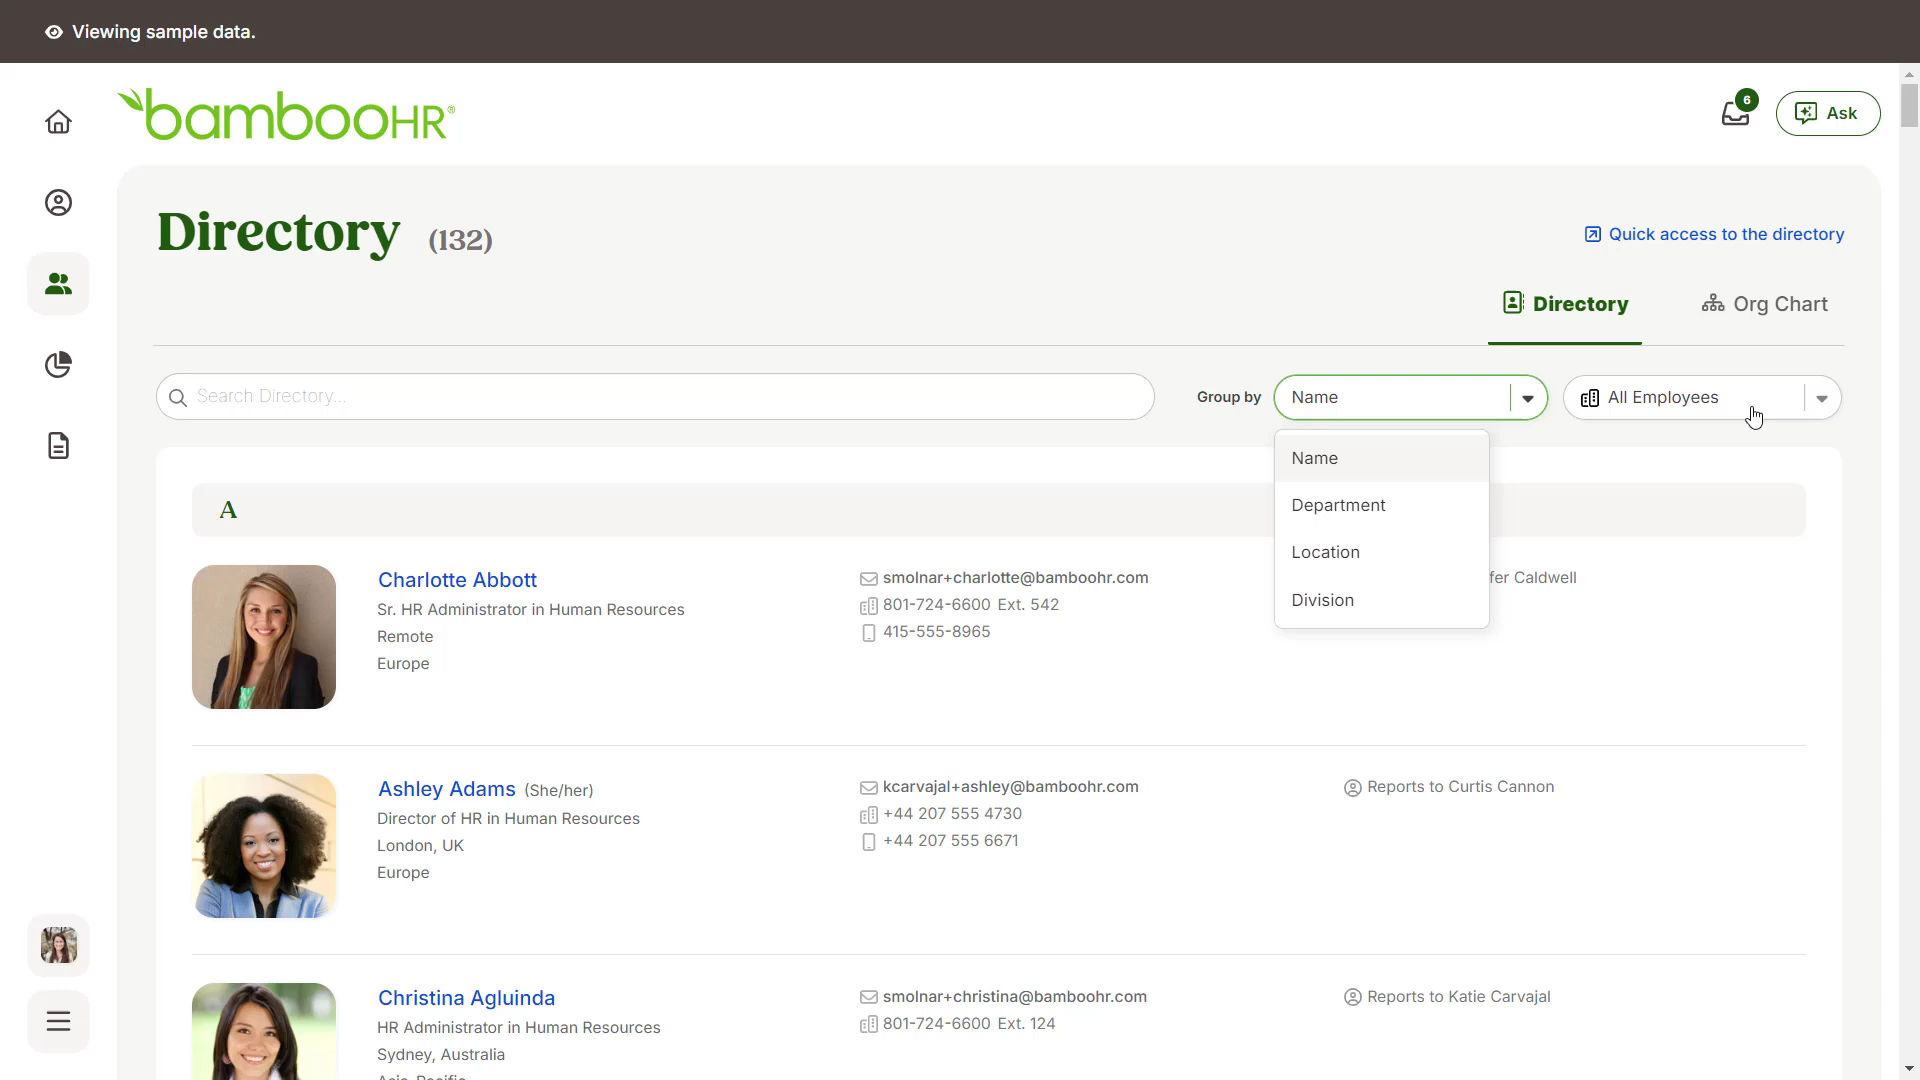 Viewing sample data.
bambooHR®
6
Ask
Directory (132)
Quick access to the directory
Directory
Org Chart
Search Directory...
Group by
Name
All Employees
Name
Department
Location
Division
A
Charlotte Abbott
Sr. HR Administrator in Human Resources
Remote
Europe
smolnar+charlotte@bamboohr.com
801-724-6600 Ext. 542
415-555-8965
Caldwell
Ashley Adams (She/her)
Director of HR in Human Resources
London, UK
Europe
kcarvajal+ashley@bamboohr.com
+44 207 555 4730
+44 207 555 6671
Reports to Curtis Cannon
Christina Agluinda
HR Administrator in Human Resources
Sydney, Australia
smolnar+christina@bamboohr.com
801-724-6600 Ext. 124
Reports to Katie Carvajal